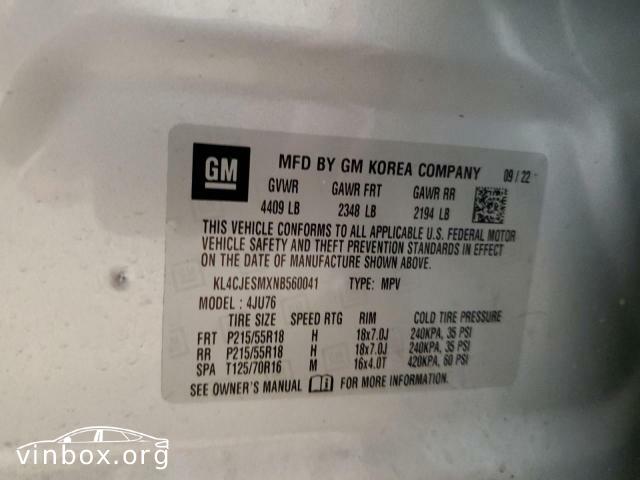 GM
MFD BY GM KOREA COMPANY 09/22
GVWR GAWR FRT GAWR RR
4409 LB 2348 LB 2194 LB
THIS VEHICLE CONFORMS TO ALL APPLICABLE U.S. FEDERAL MOTOR
VEHICLE SAFETY AND THEFT PREVENTION STANDARDS IN EFFECT
ON THE DATE OF MANUFACTURE SHOWN ABOVE.
KL4CJESMXNB560041 TYPE: MPV
MODEL: 4JU76
TIRE SIZE SPEED RTG RIM COLD TIRE PRESSURE
FRT P215/55R18 H 18x7.0J 240KPA, 35 PSI
RR P215/55R18 H 18x7.0J 240KPA, 35 PSI
SPA T125/70R16 M 16x4.0T 420KPA, 60 PSI
SEE OWNER'S MANUAL FOR MORE INFORMATION.
vinbox.org